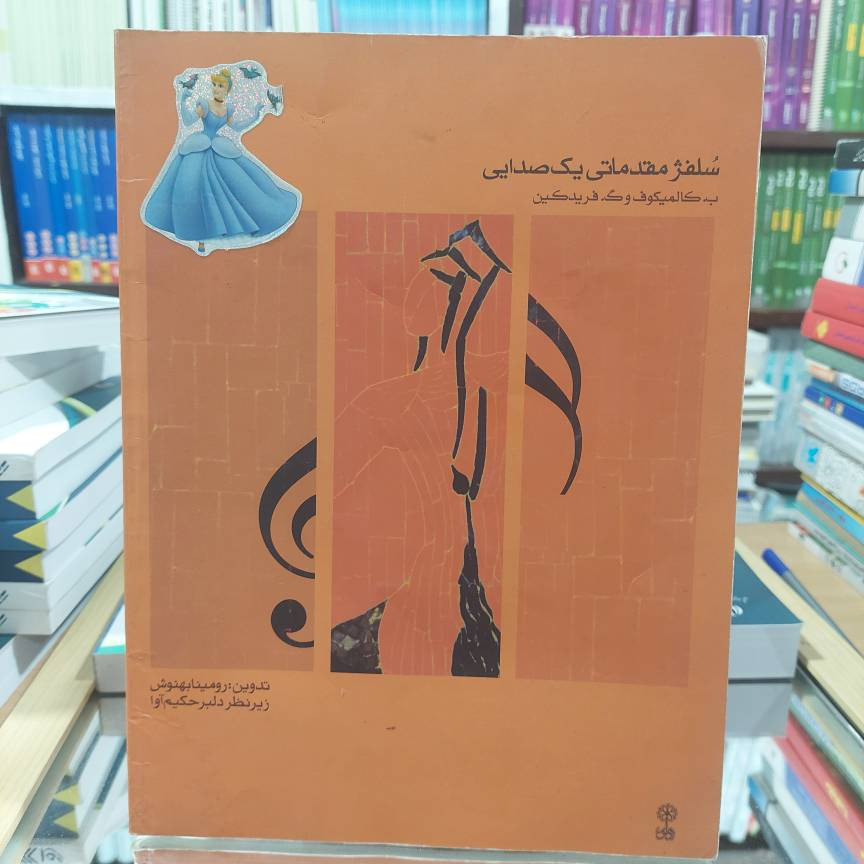 سُلفژ مقدماتی یک‌صدایی
ب. کالمیکوف و گ. فریدکین
تدوین: رومینا بهنوش
زیر نظر دلبر حکیم آوا